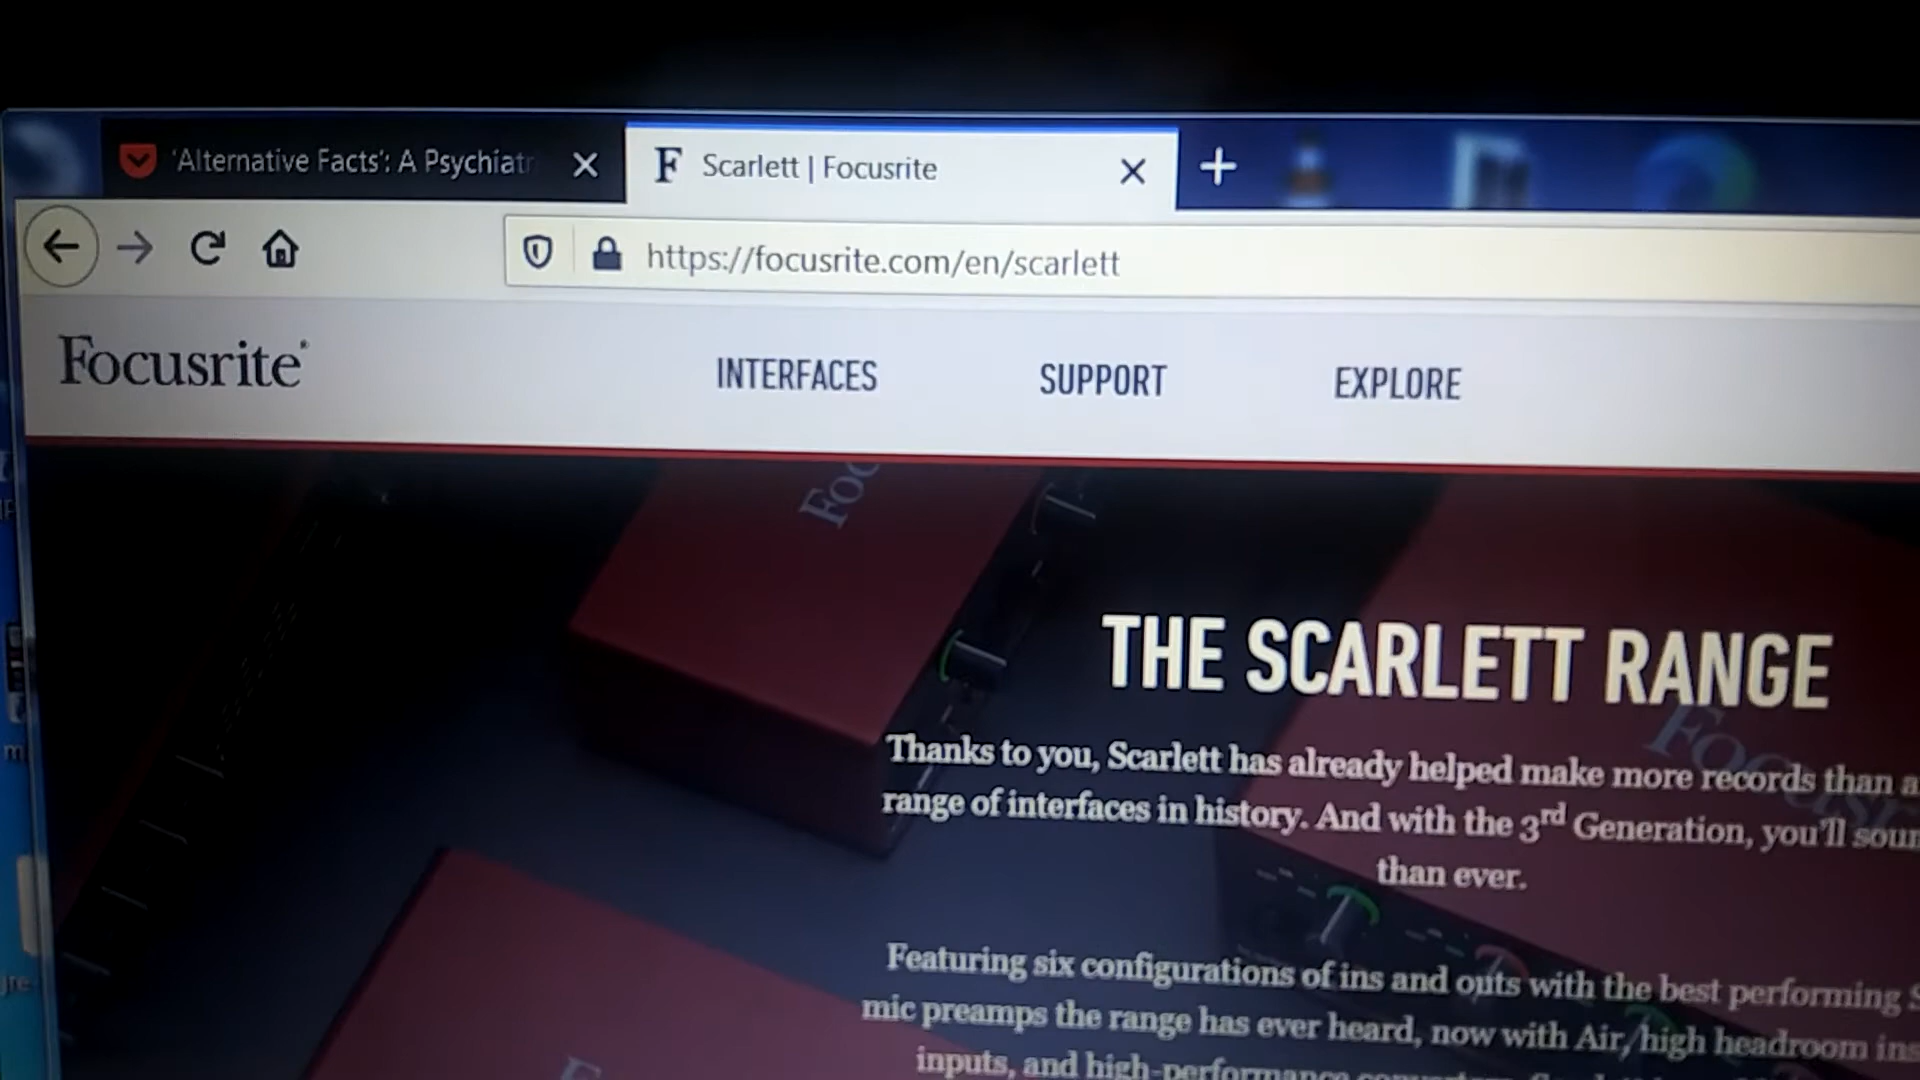 'Alternative Facts': A Psychiatr
Scarlett | Focusrite
https://focusrite.com/en/scarlett
Focusrite
INTERFACES
SUPPORT
EXPLORE
Foc
THE SCARLETT RANGE
Thanks to you, Scarlett has already helped make more records than a
range of interfaces in history. And with the 3rd Generation, you'll soun
than ever.
Featuring six configurations of ins and outs with the best performing S
mic preamps the range has ever heard, now with Air, high headroom ins
inputs, and high-performance